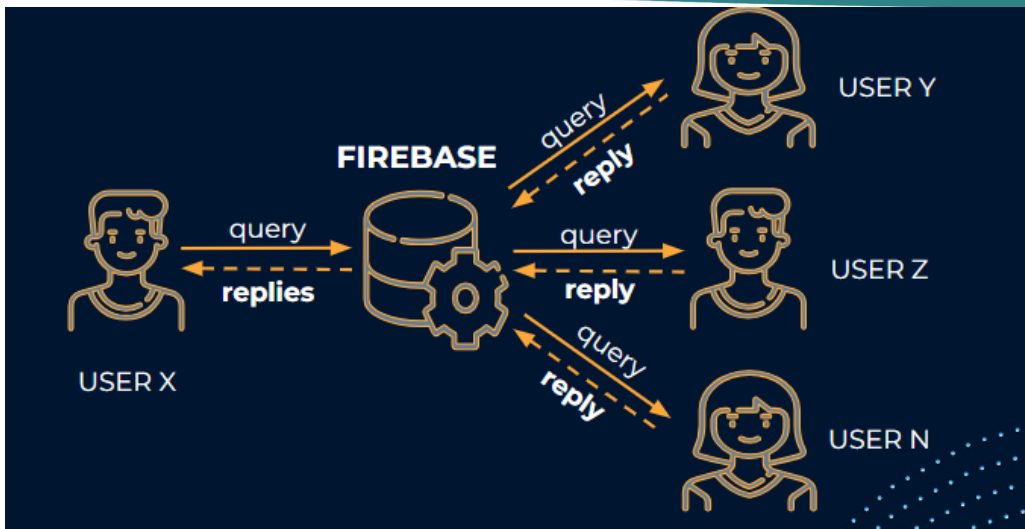 FIREBASE
query
replies
USER X
query
reply
USER Y
query
reply
USER Z
query
reply
USER N